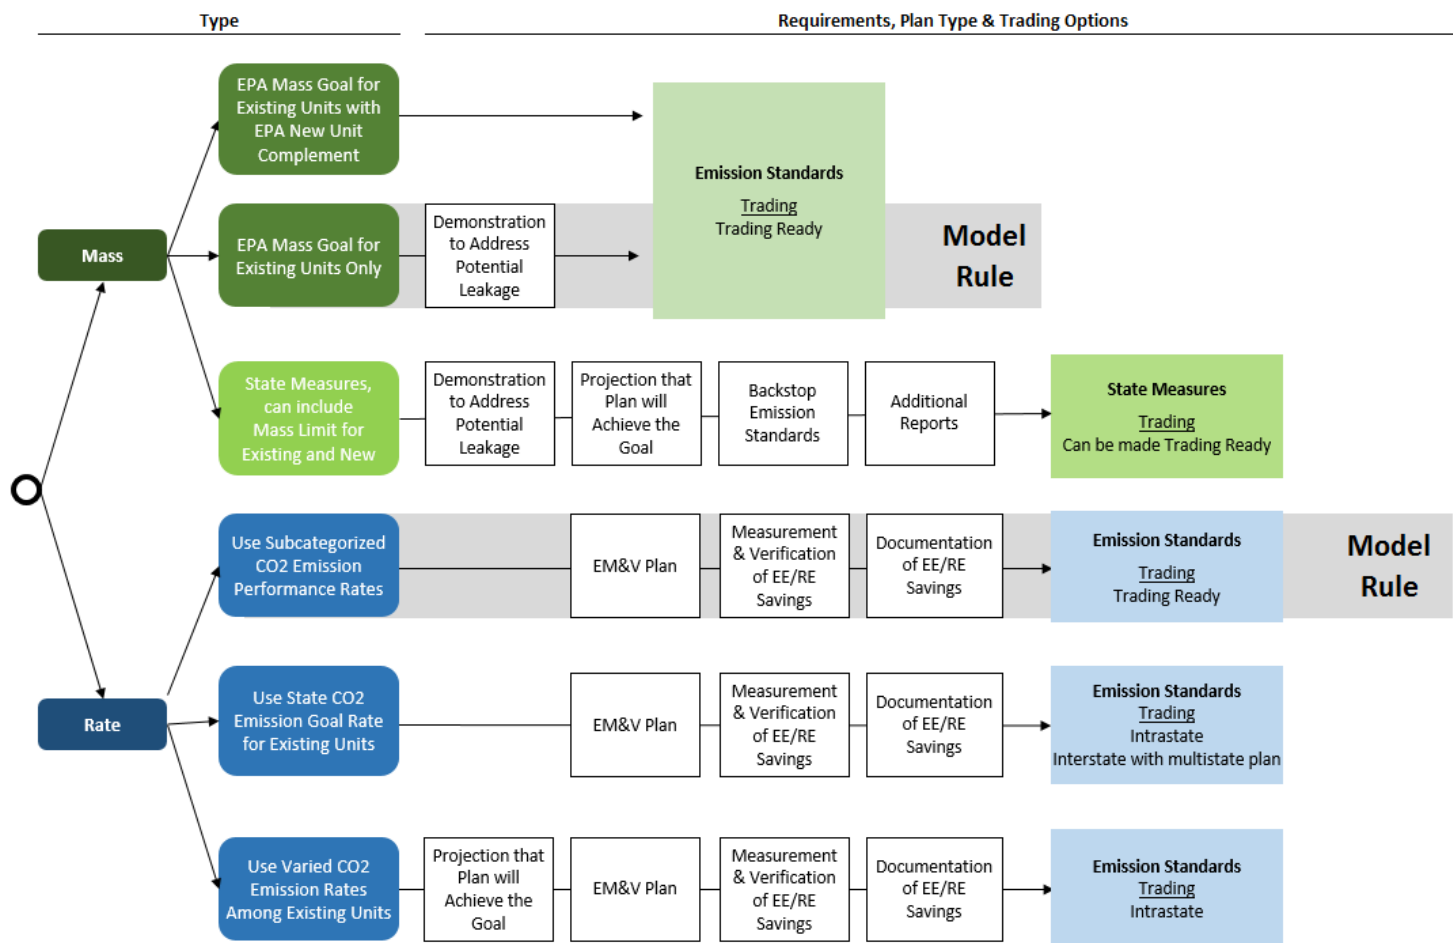 Type
Requirements, Plan Type & Trading Options
EPA Mass Goal for
Existing Units with
EPA New Unit
Complement
Emission Standards
Trading
Trading Ready
Mass
EPA Mass Goal for
Existing Units Only
Demonstration
to Address
Potential
Leakage
Model
Rule
State Measures,
can include
Mass Limit for
Existing and New
Demonstration
to Address
Potential
Leakage
Projection that
Plan will
Achieve the
Goal
Backstop
Emission
Standards
Additional
Reports
State Measures
Trading
Can be made Trading Ready
Use Subcategorized
CO2 Emission
Performance Rates
EM&V Plan
Measurement
& Verification
of EE/RE
Savings
Documentation
of EE/RE
Savings
Emission Standards
Trading
Trading Ready
Model
Rule
Rate
Use State CO2
Emission Goal Rate
for Existing Units
EM&V Plan
Measurement
& Verification
of EE/RE
Savings
Documentation
of EE/RE
Savings
Emission Standards
Trading
Intrastate
Interstate with multistate plan
Use Varied CO2
Emission Rates
Among Existing Units
Projection that
Plan will
Achieve the
Goal
EM&V Plan
Measurement
& Verification
of EE/RE
Savings
Documentation
of EE/RE
Savings
Emission Standards
Trading
Intrastate